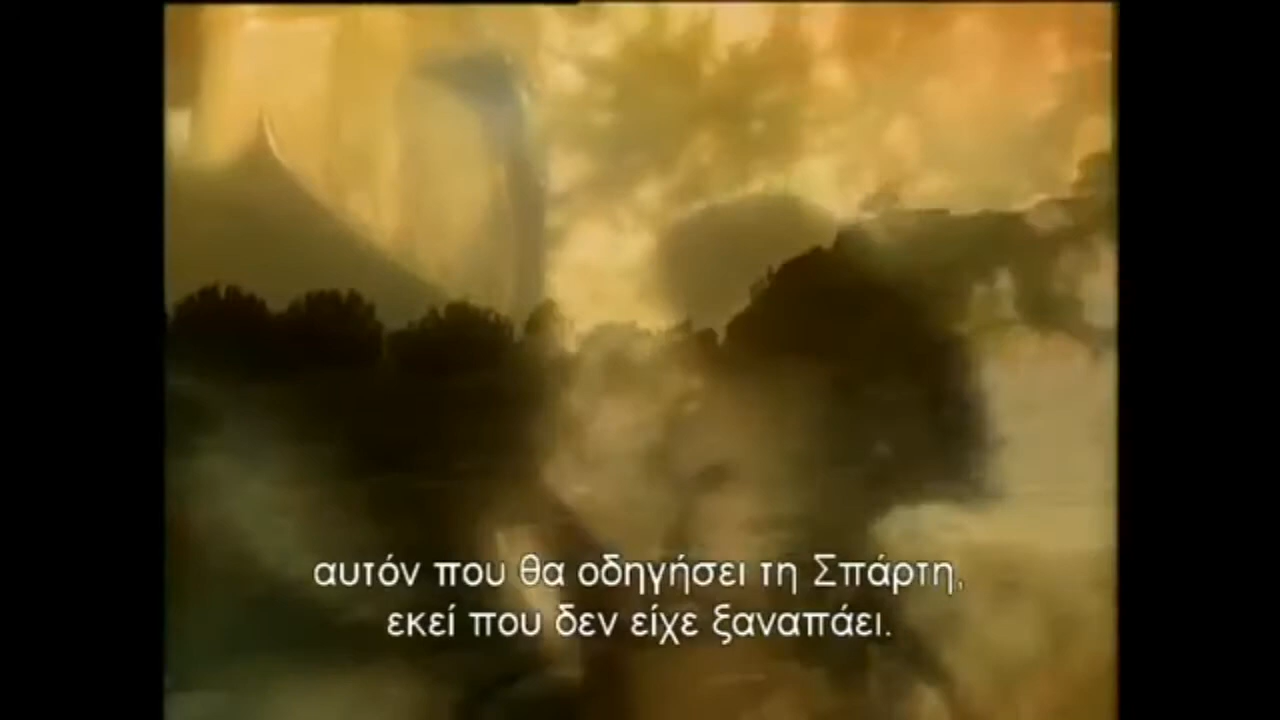 αυτόν που θα οδηγήσει τη Σπάρτη,
εκεί που δεν είχε ξαναπάει.